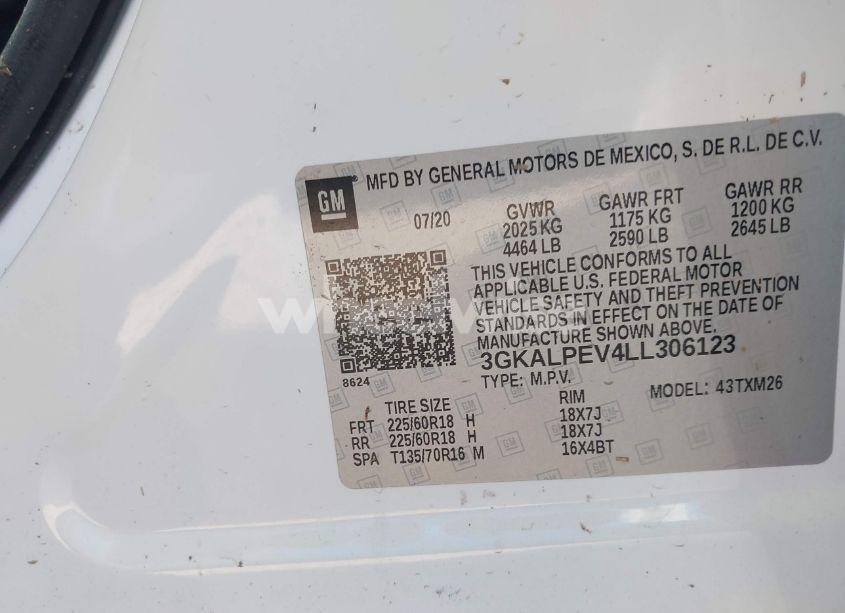 GM
MFD BY GENERAL MOTORS DE MEXICO, S. DE R.L. DE C.V.
07/20 GVWR GAWR FRT GAWR RR
2025 KG 1175 KG 1200 KG
4464 LB 2590 LB 2645 LB
THIS VEHICLE CONFORMS TO ALL
APPLICABLE U.S. FEDERAL MOTOR
VEHICLE SAFETY AND THEFT PREVENTION
STANDARDS IN EFFECT ON THE DATE OF
MANUFACTURE SHOWN ABOVE.
3GKALPEV4LL306123
8624
TYPE: M.P.V. MODEL: 43TXM26
TIRE SIZE RIM
FRT 225/60R18 H 18X7J
RR 225/60R18 H 18X7J
SPA T135/70R16 M 16X4BT